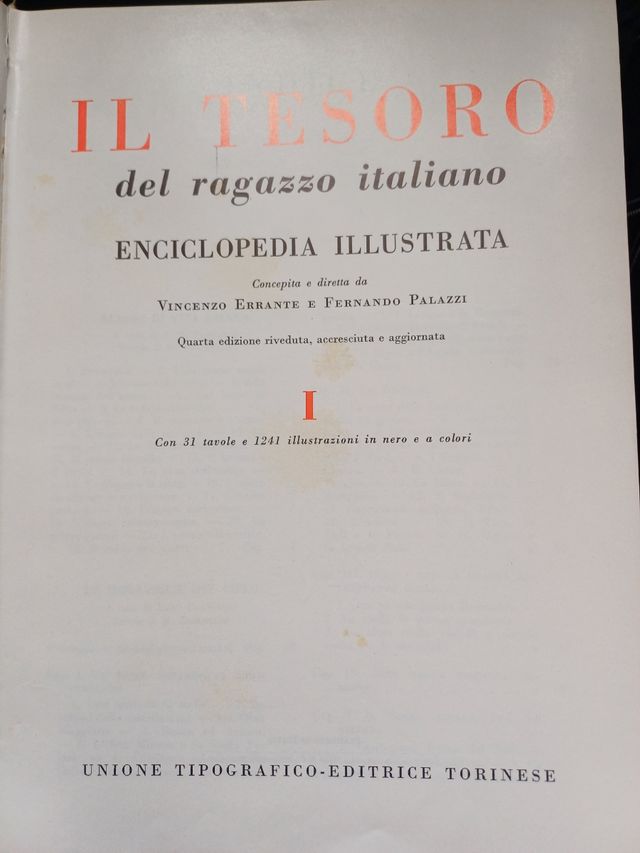 IL TESORO
del ragazzo italiano
ENCICLOPEDIA ILLUSTRATA
Concepita e diretta da
VINCENZO ERRANTE E FERNANDO PALAZZI
Quarta edizione riveduta, accresciuta e aggiornata
I
Con 31 tavole e 1241 illustrazioni in nero e a colori
UNIONE TIPOGRAFICO-EDITRICE TORINESE